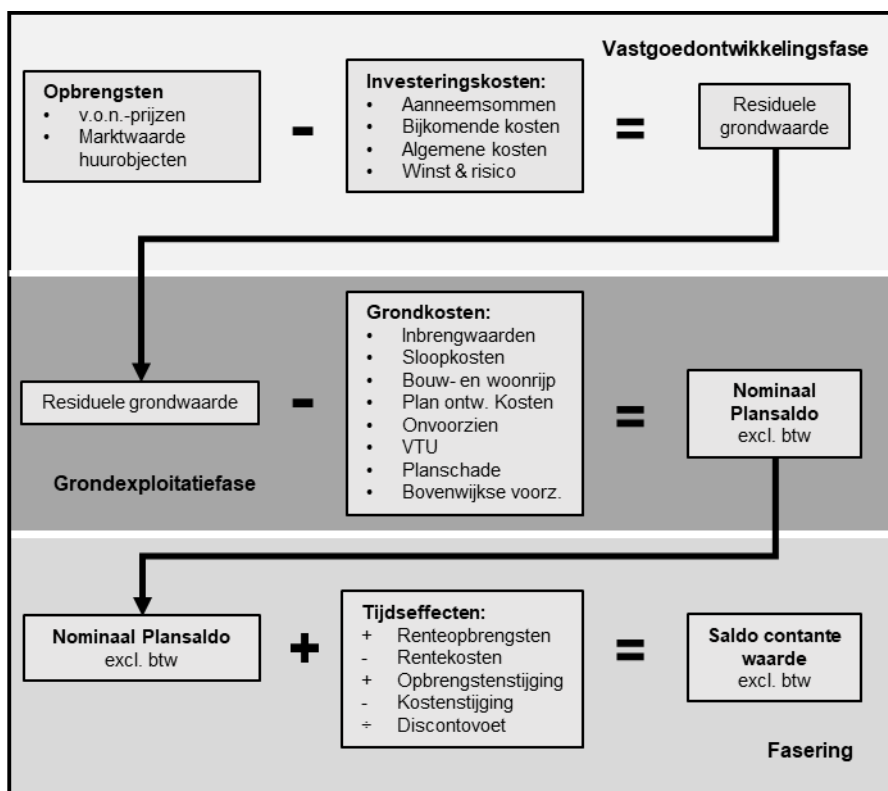 Vastgoedontwikkelingsfase
Opbrengsten
• v.o.n.-prijzen
• Marktwaarde
huurobjecten
-
Investeringskosten:
• Aanneemsommen
• Bijkomende kosten
• Algemene kosten
• Winst & risico
=
Residuele
grondwaarde
Residuele grondwaarde
-
Grondkosten:
• Inbrengwaarden
• Sloopkosten
• Bouw- en woonrijp
• Plan ontw. Kosten
• Onvoorzien
• VTU
• Planschade
• Bovenwijkse voorz.
=
Nominaal
Plansaldo
excl. btw
Grondexploitatiefase
Nominaal Plansaldo
excl. btw
+
Tijdseffecten:
+ Renteopbrengsten
- Rentekosten
+ Opbrengstenstijging
- Kostenstijging
÷ Discontovoet
=
Saldo contante
waarde
excl. btw
Fasering